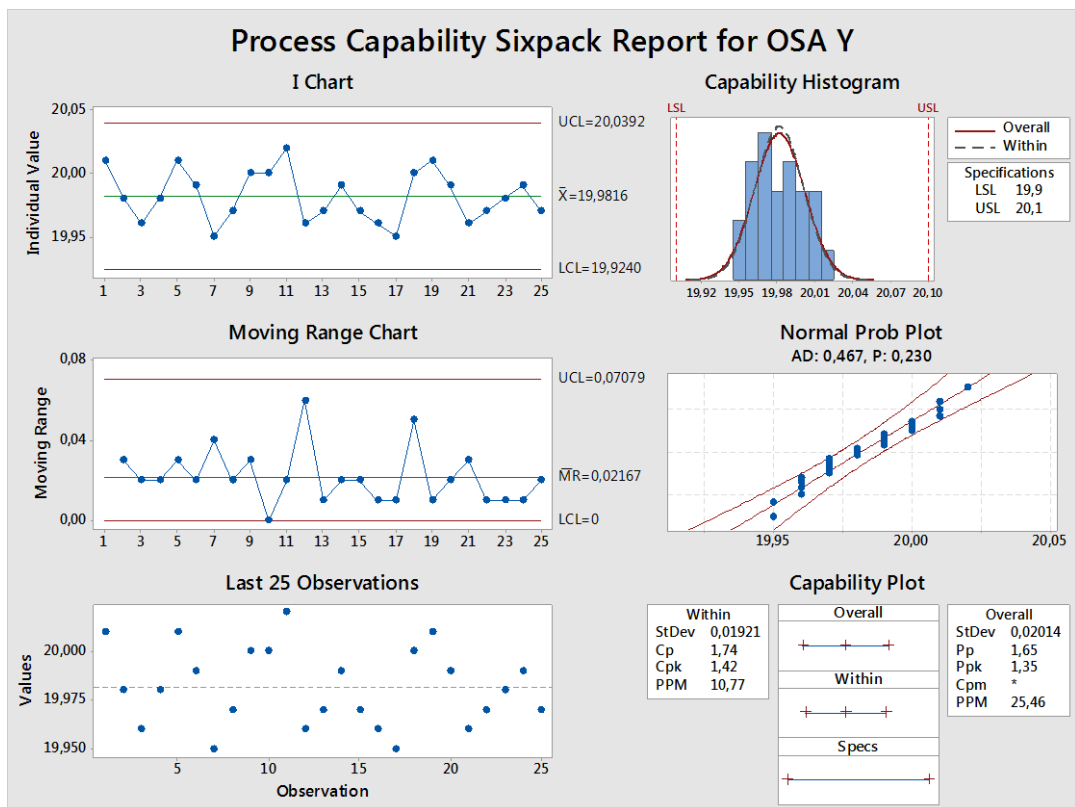 Process Capability Sixpack Report for OSA Y
I Chart
Individual Value
20,05
20,00
19,95
UCL=20,0392
X̄=19,9816
LCL=19,9240
1 3 5 7 9 11 13 15 17 19 21 23 25
Capability Histogram
LSL USL
19,92 19,95 19,98 20,01 20,04 20,07 20,10
Overall
Within
Specifications
LSL 19,9
USL 20,1
Moving Range Chart
Moving Range
0,08
0,04
0,00
UCL=0,07079
M̄R̄=0,02167
LCL=0
1 3 5 7 9 11 13 15 17 19 21 23 25
Normal Prob Plot
AD: 0,467, P: 0,230
19,95 20,00 20,05
Last 25 Observations
Values
20,000
19,975
19,950
5 10 15 20 25
Observation
Capability Plot
Within
StDev 0,01921
Cp 1,74
Cpk 1,42
PPM 10,77
Overall
Within
Specs
Overall
StDev 0,02014
Pp 1,65
Ppk 1,35
Cpm *
PPM 25,46